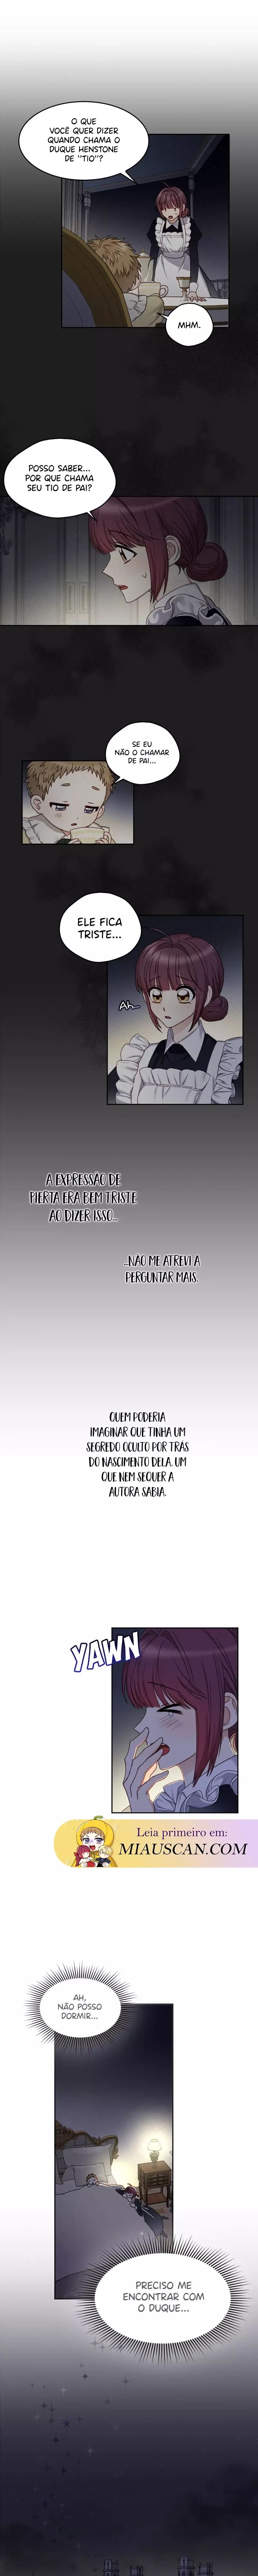 O QUE
VOCÊ QUER DIZER
QUANDO CHAMA O
DUQUE HENSTONE
DE "TIO"?
MHM.
POSSO SABER...
POR QUE CHAMA
SEU TIO DE PAI?
SE EU
NÃO O CHAMAR
DE PAI...
ELE FICA
TRISTE...
Ah...
A EXPRESSÃO DE
PIERTA ERA BEM TRISTE
AO DIZER ISSO...
...NÃO ME ATREVI A
PERGUNTAR MAIS.
QUEM PODERIA
IMAGINAR QUE TINHA UM
SEGREDO OCULTO POR TRÁS
DO NASCIMENTO DELA. UM
QUE NEM SEQUER A
AUTORA SABIA.
YAWN
Leia primeiro em:
MIAUSCAN.COM
AH,
NÃO POSSO
DORMIR...
PRECISO ME
ENCONTRAR COM
O DUQUE...